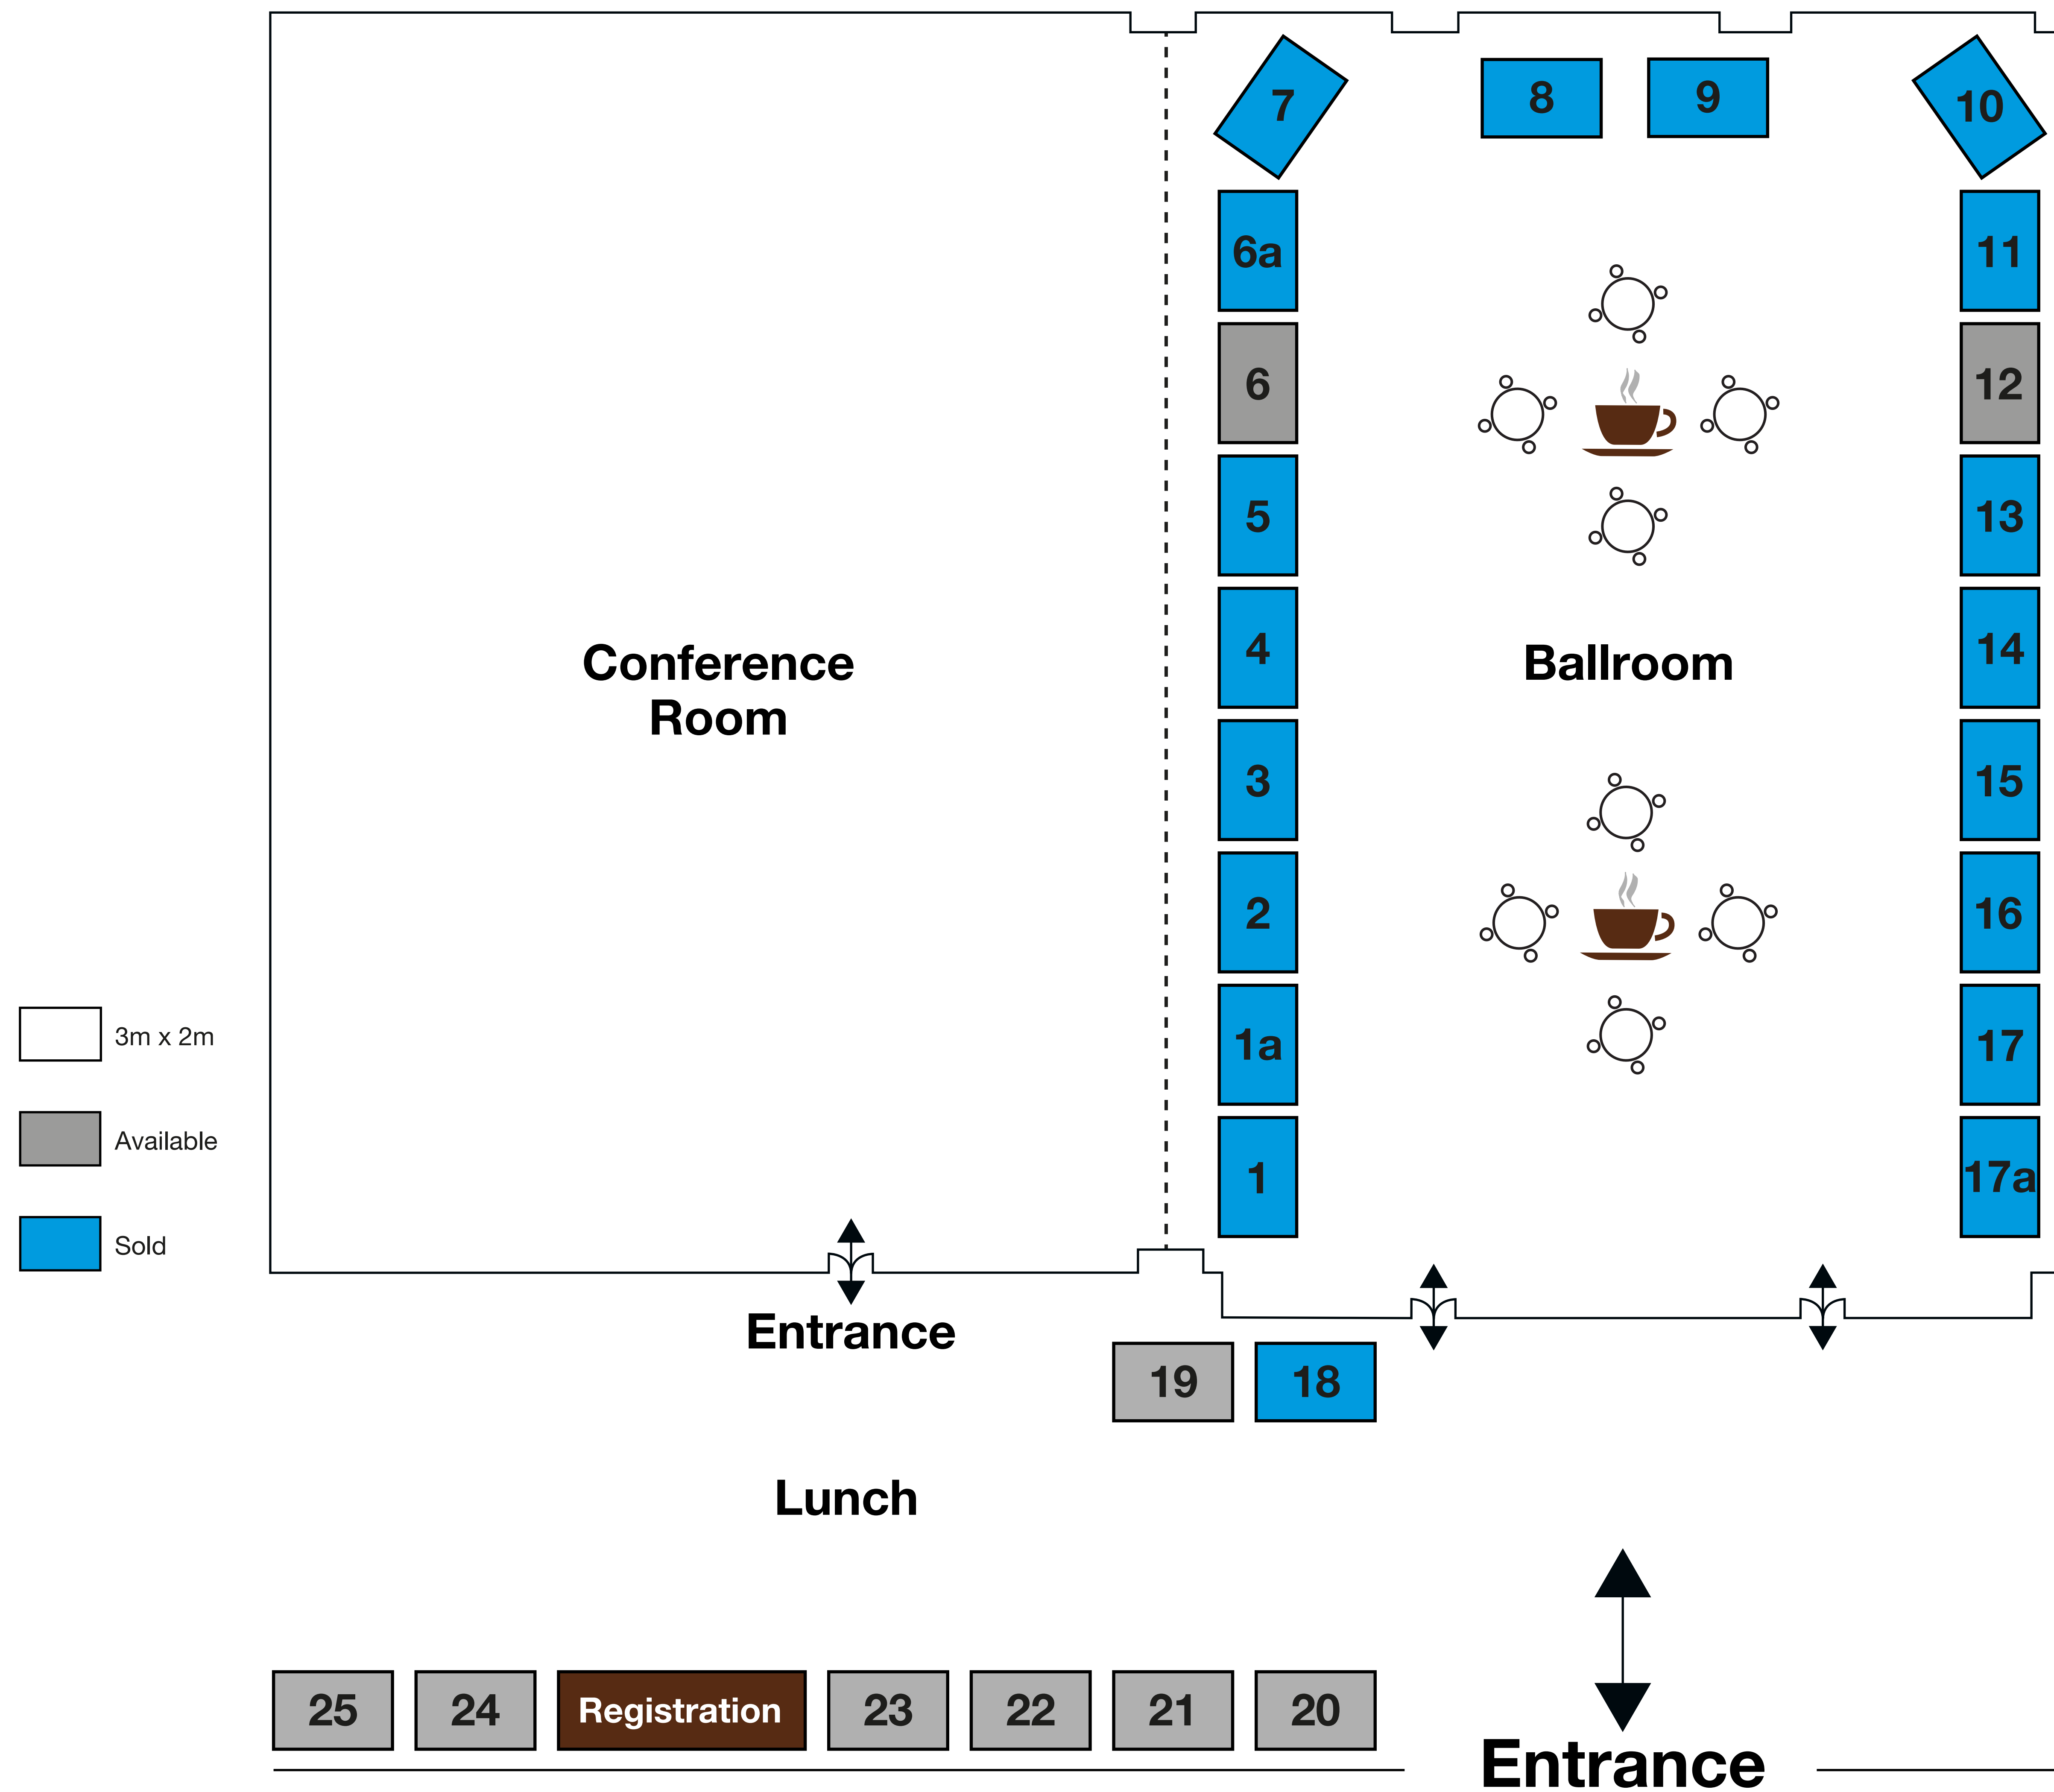 7
8
9
10
6a
11
6
12
5
13
Conference
Room
4
Ballroom
14
3
15
2
16
3m x 2m
1a
17
Available
1
17a
Sold
Entrance
19
18
Lunch
25
24
Registration
23
22
21
20
Entrance